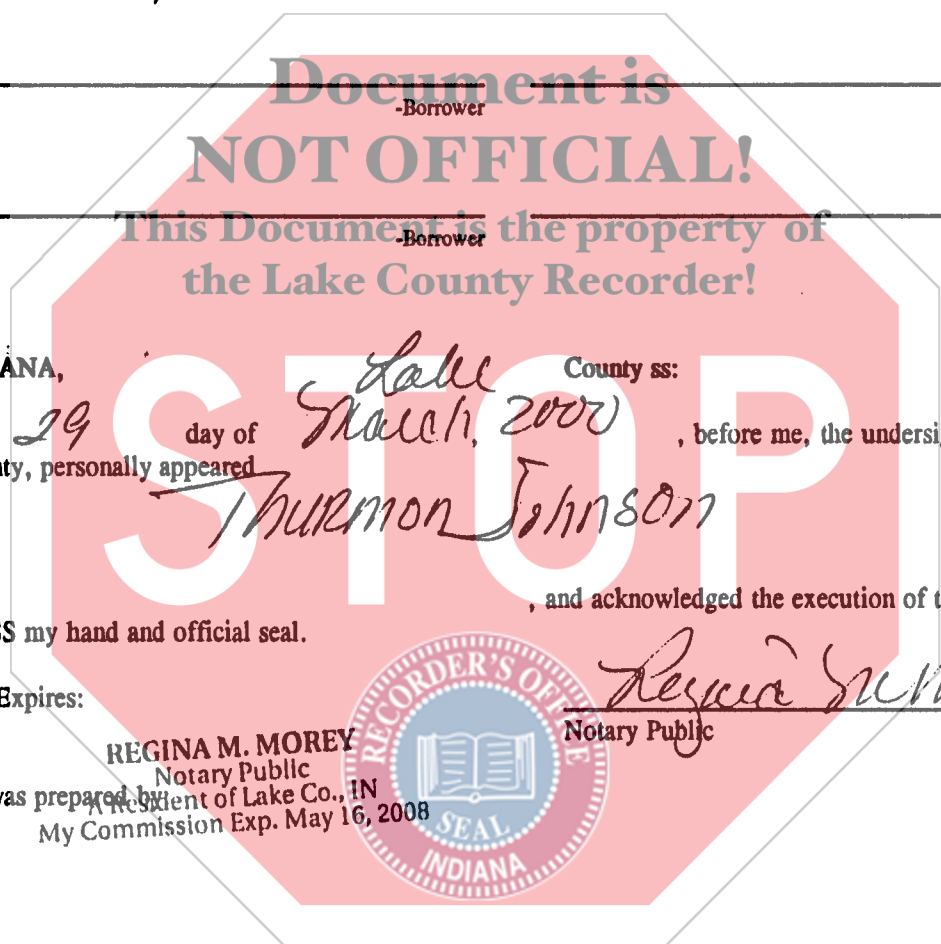 Document is
-Borrower
NOT OFFICIAL!
This Document is the property of
-Borrower
the Lake County Recorder!
ANA, Lake County ss:
29 day of March, 2000 , before me, the undersi
ty, personally appeared
Thurmon Johnson
STOP
, and acknowledged the execution of t
S my hand and official seal.
Expires:
Regina M
Notary Public
REGINA M. MOREY
Notary Public
was prepared by:
A Resident of Lake Co., IN
My Commission Exp. May 16, 2008
RECORDER'S OFFICE
SEAL
INDIANA